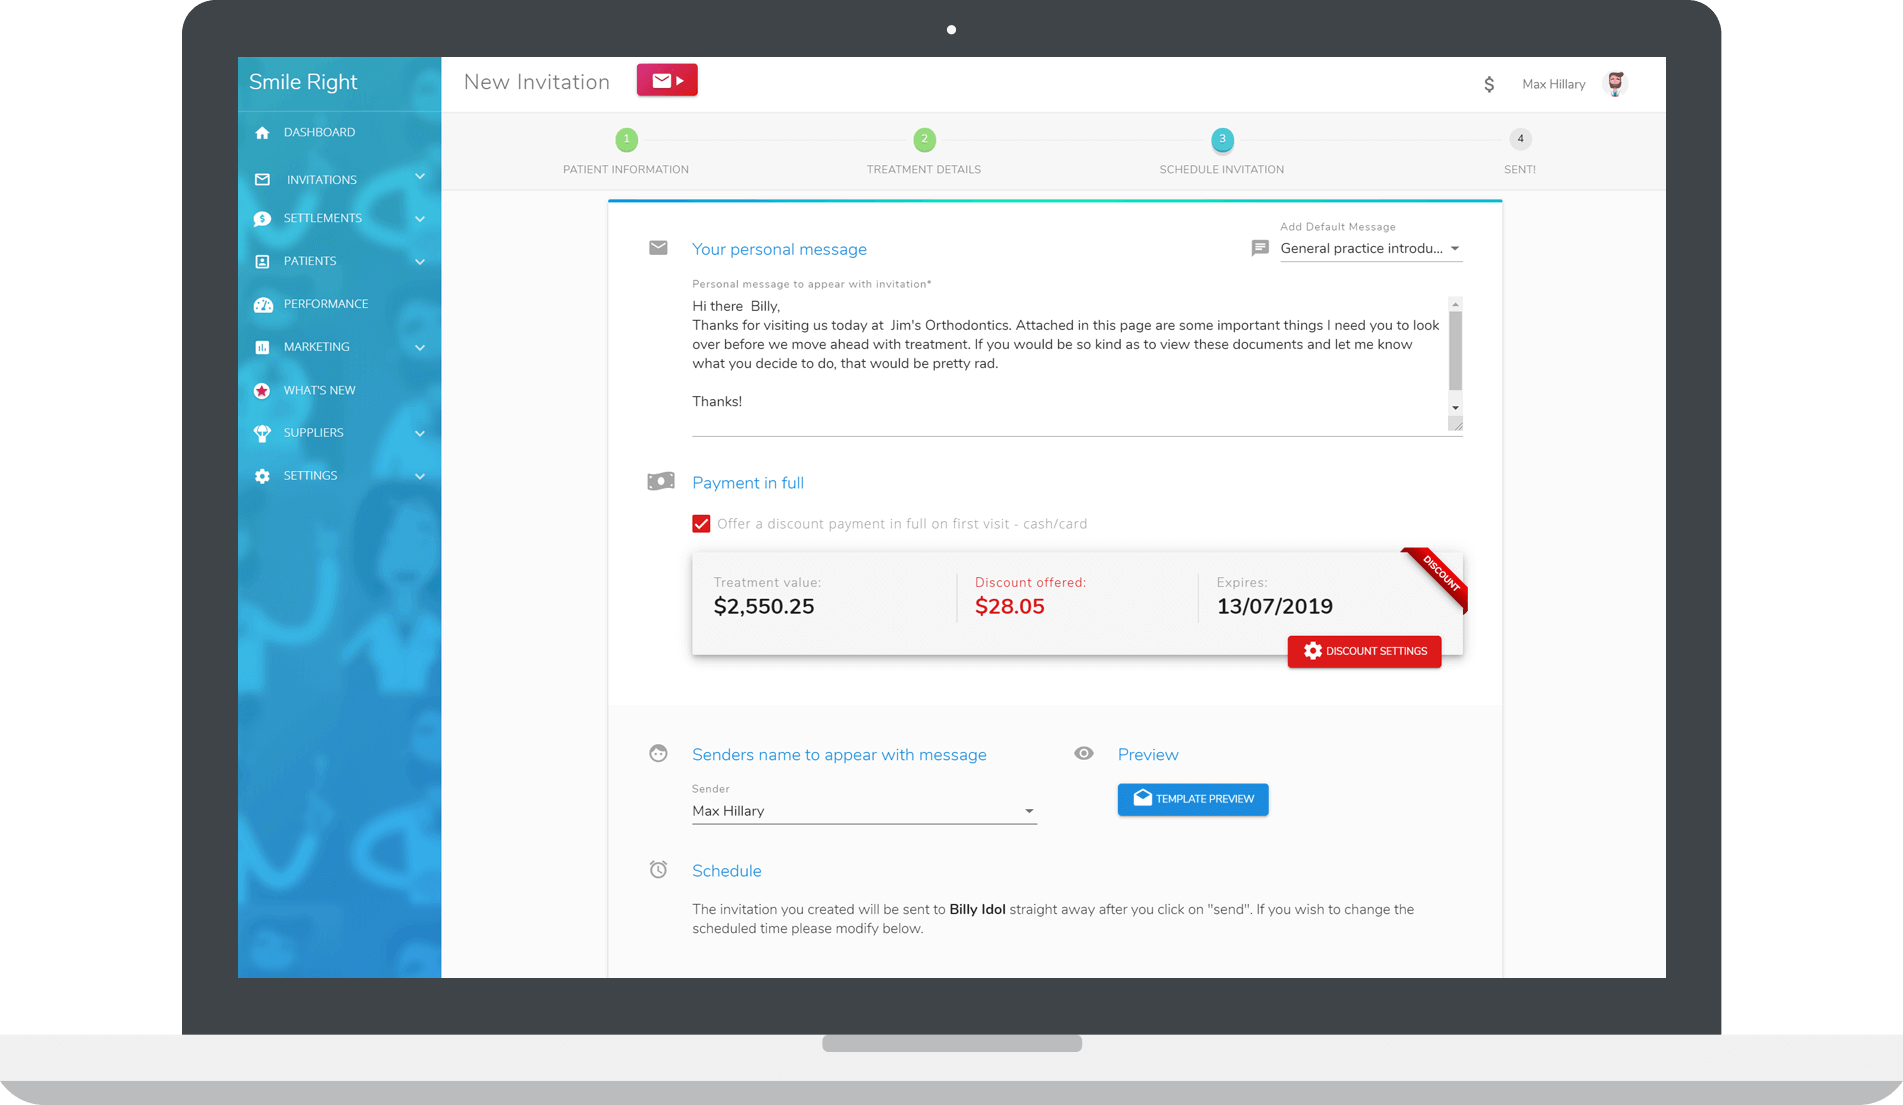 Smile Right
New Invitation
$
Max Hillary
DASHBOARD
INVITATIONS
SETTLEMENTS
PATIENTS
PERFORMANCE
MARKETING
WHAT'S NEW
SUPPLIERS
SETTINGS
1
2
3
4
PATIENT INFORMATION
TREATMENT DETAILS
SCHEDULE INVITATION
SENT!
Your personal message
Add Default Message
General practice introdu...
Personal message to appear with invitation*
Hi there  Billy,
Thanks for visiting us today at  Jim's Orthodontics. Attached in this page are some important things I need you to look
over before we move ahead with treatment. If you would be so kind as to view these documents and let me know
what you decide to do, that would be pretty rad.
Thanks!
Payment in full
Offer a discount payment in full on first visit - cash/card
Treatment value:
$2,550.25
Discount offered:
$28.05
Expires:
13/07/2019
DISCOUNT
DISCOUNT SETTINGS
Senders name to appear with message
Sender
Max Hillary
Preview
TEMPLATE PREVIEW
Schedule
The invitation you created will be sent to Billy Idol straight away after you click on "send". If you wish to change the
scheduled time please modify below.